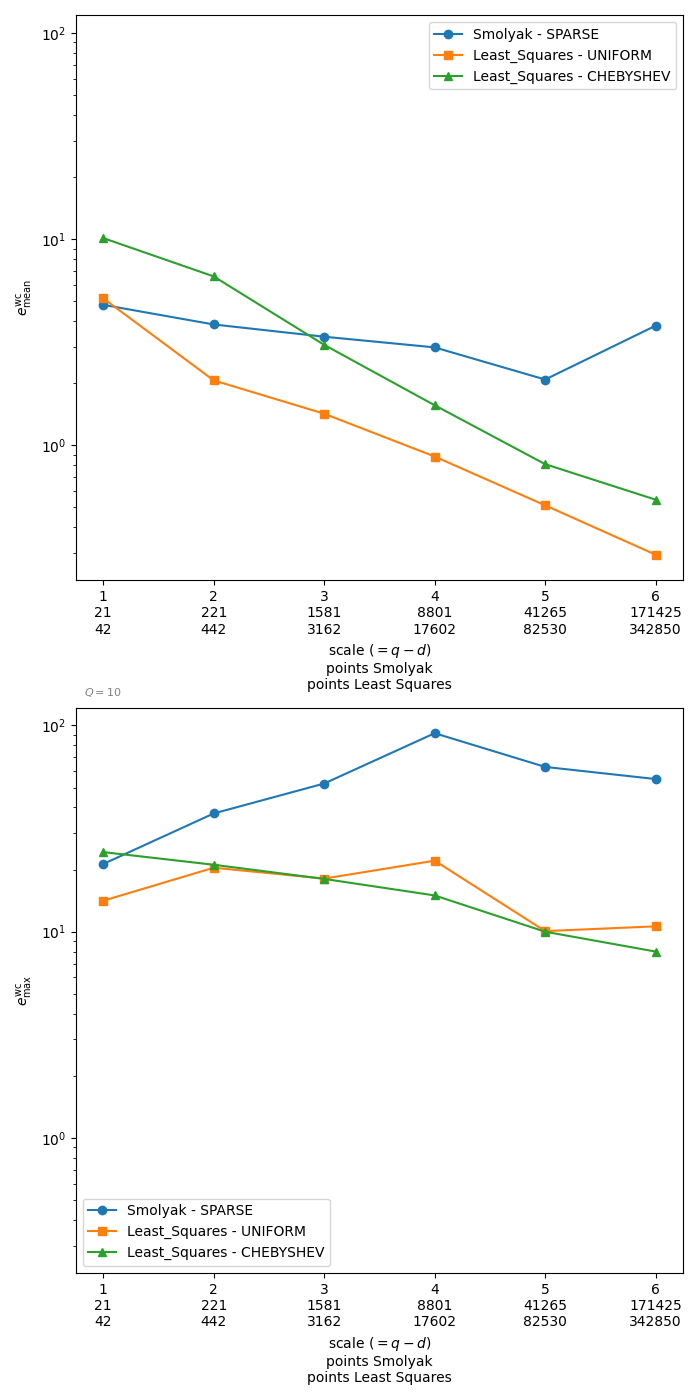 10²
Smolyak - SPARSE
Least_Squares - UNIFORM
Least_Squares - CHEBYSHEV
10¹
e^wc_mean
10⁰
1 2 3 4 5 6
21 221 1581 8801 41265 171425
42 442 3162 17602 82530 342850
scale (= q − d)
points Smolyak
points Least Squares
Q = 10
10²
10¹
e^wc_max
10⁰
Smolyak - SPARSE
Least_Squares - UNIFORM
Least_Squares - CHEBYSHEV
1 2 3 4 5 6
21 221 1581 8801 41265 171425
42 442 3162 17602 82530 342850
scale (= q − d)
points Smolyak
points Least Squares